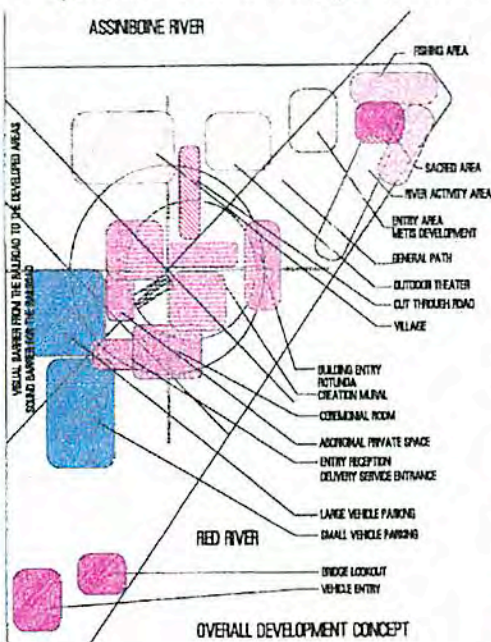 ASSINIBOINE RIVER
FISHING AREA
SACRED AREA
RIVER ACTIVITY AREA
ENTRY AREA
METIS DEVELOPMENT
GENERAL PATH
OUTDOOR THEATER
CUT THROUGH ROAD
VILLAGE
VISUAL BARRIER FROM THE RAILROAD TO THE DEVELOPED AREAS
SOUND BARRIER FOR THE RAILROAD
BUILDING ENTRY
ROTUNDA
CREATION MURAL
CEREMONIAL ROOM
ABORIGINAL PRIVATE SPACE
ENTRY RECEPTION
DELIVERY SERVICE ENTRANCE
LARGE VEHICLE PARKING
SMALL VEHICLE PARKING
RED RIVER
BRIDGE LOOKOUT
VEHICLE ENTRY
OVERALL DEVELOPMENT CONCEPT